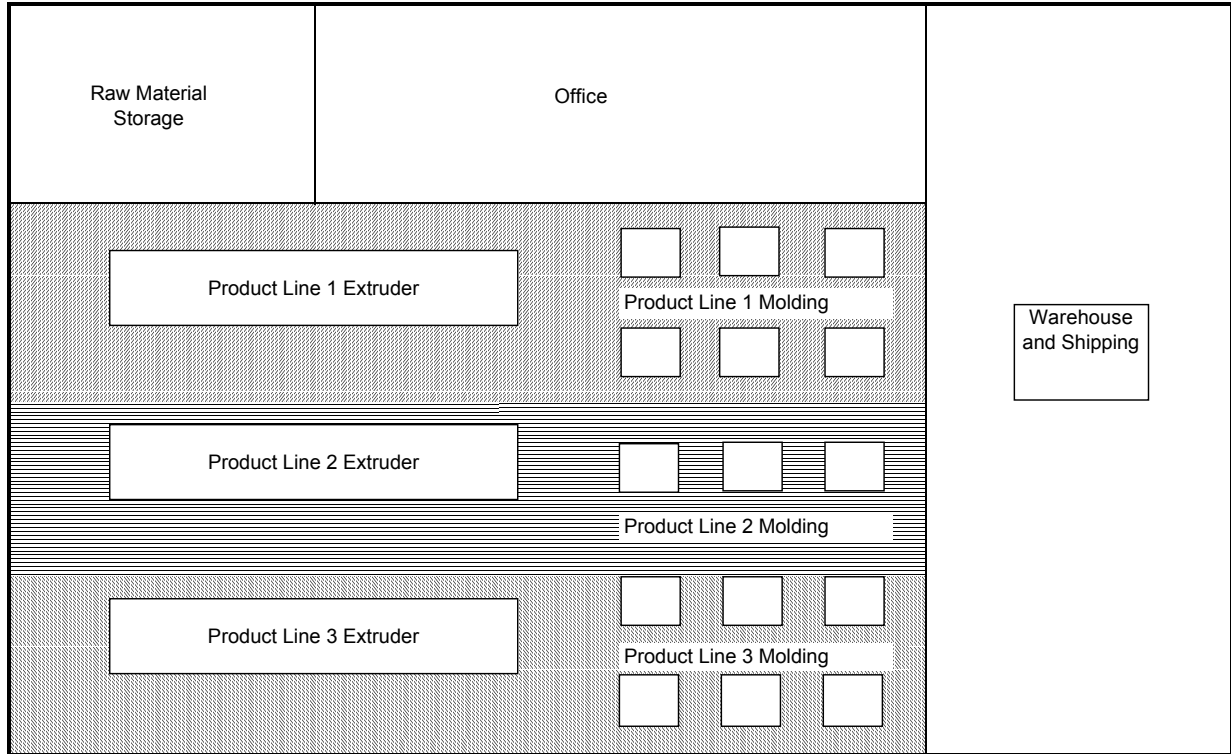 Raw Material
Storage
Office
Product Line 1 Extruder
Product Line 1 Molding
Warehouse
and Shipping
Product Line 2 Extruder
Product Line 2 Molding
Product Line 3 Extruder
Product Line 3 Molding